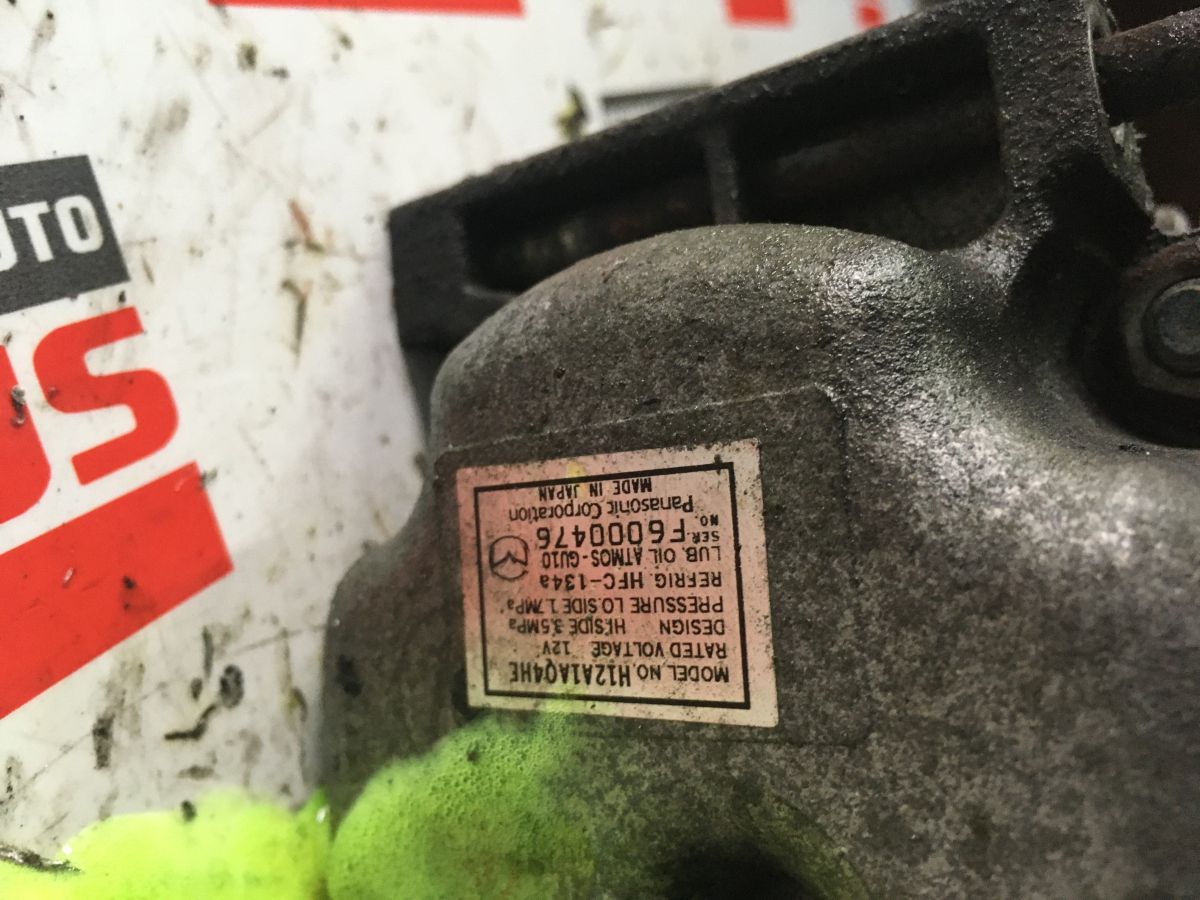 UTO
US
MODEL NO. H12A1AQ4HE
RATED VOLTAGE 12V
DESIGN HI.SIDE 3.5MPa
PRESSURE LO.SIDE 1.7MPa
REFRIG. HFC-134a
LUB. OIL ATMOS-GU10
SER. NO. F6000476
Panasonic Corporation
MADE IN JAPAN